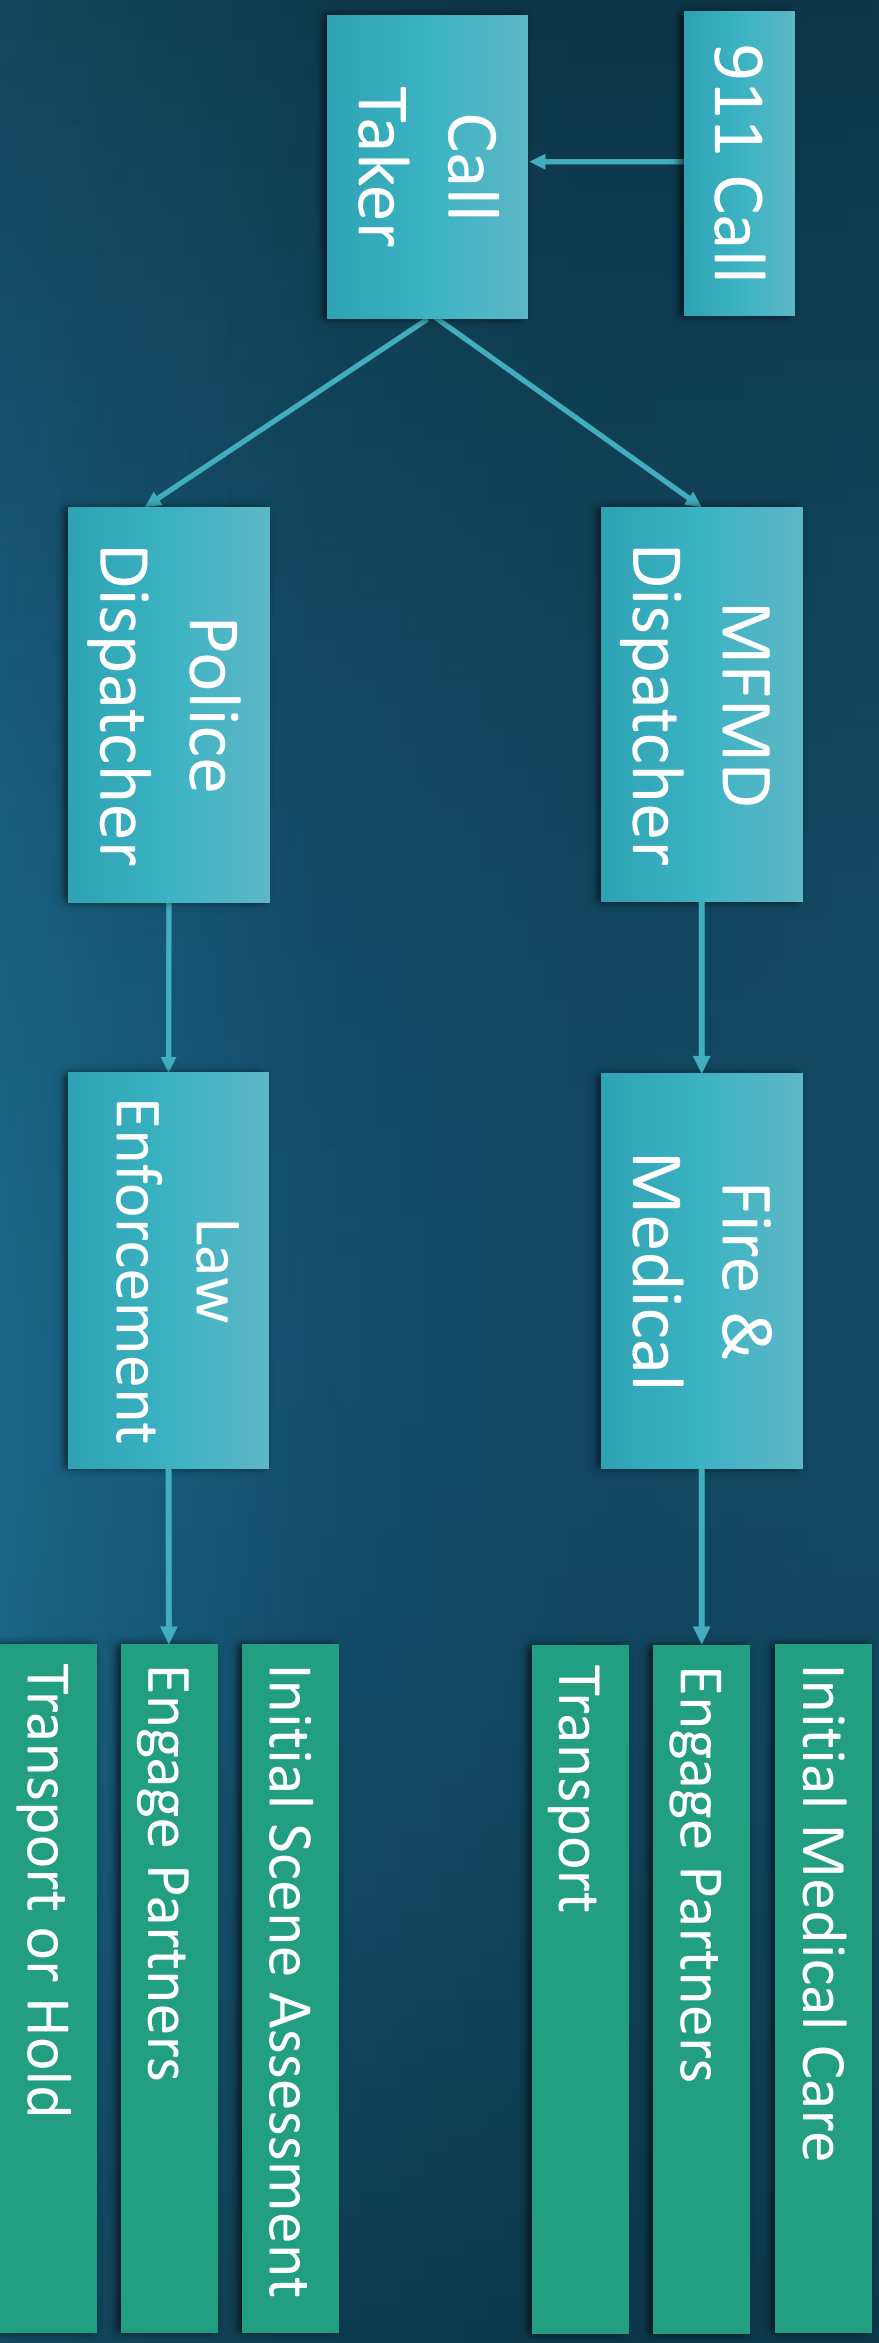 911 Call
Call
Taker
MFMD
Dispatcher
Fire &
Medical
Initial Medical Care
Engage Partners
Transport
Police
Dispatcher
Law
Enforcement
Initial Scene Assessment
Engage Partners
Transport or Hold